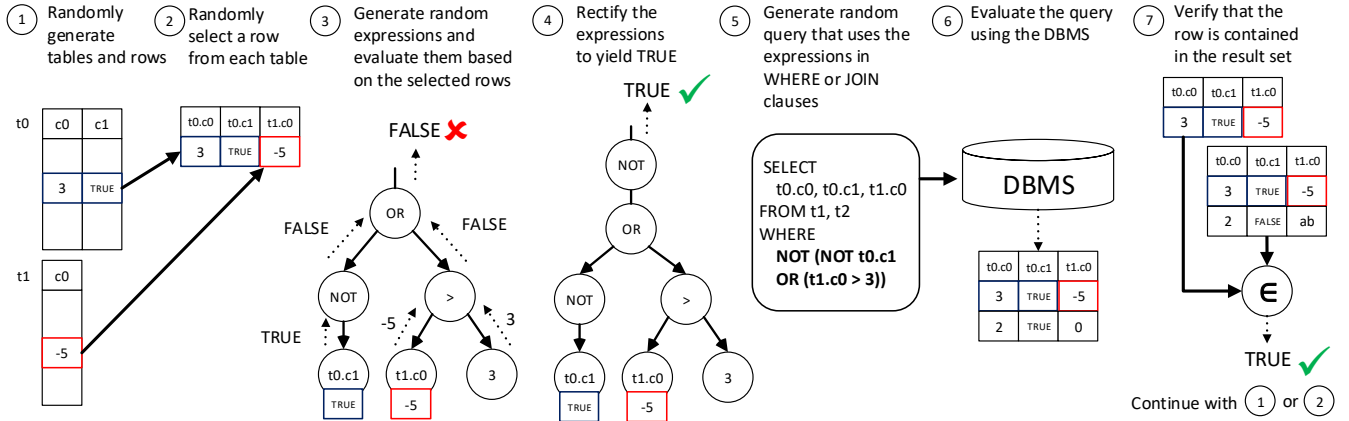 1 Randomly
generate
tables and rows
t0
c0 c1
3 TRUE
t1
c0
-5
2 Randomly
select a row
from each table
t0.c0 t0.c1 t1.c0
3 TRUE -5
3 Generate random
expressions and
evaluate them based
on the selected rows
FALSE ✘
OR
FALSE FALSE
NOT >
TRUE -5 3
t0.c1 t1.c0 3
TRUE -5
4 Rectify the
expressions
to yield TRUE
TRUE ✓
NOT
OR
NOT >
t0.c1 t1.c0 3
TRUE -5
5 Generate random
query that uses the
expressions in
WHERE or JOIN
clauses
SELECT
t0.c0, t0.c1, t1.c0
FROM t1, t2
WHERE
NOT (NOT t0.c1
OR (t1.c0 > 3))
6 Evaluate the query
using the DBMS
DBMS
t0.c0 t0.c1 t1.c0
3 TRUE -5
2 TRUE 0
7 Verify that the
row is contained
in the result set
t0.c0 t0.c1 t1.c0
3 TRUE -5
t0.c0 t0.c1 t1.c0
3 TRUE -5
2 FALSE ab
∈
TRUE ✓
Continue with 1 or 2